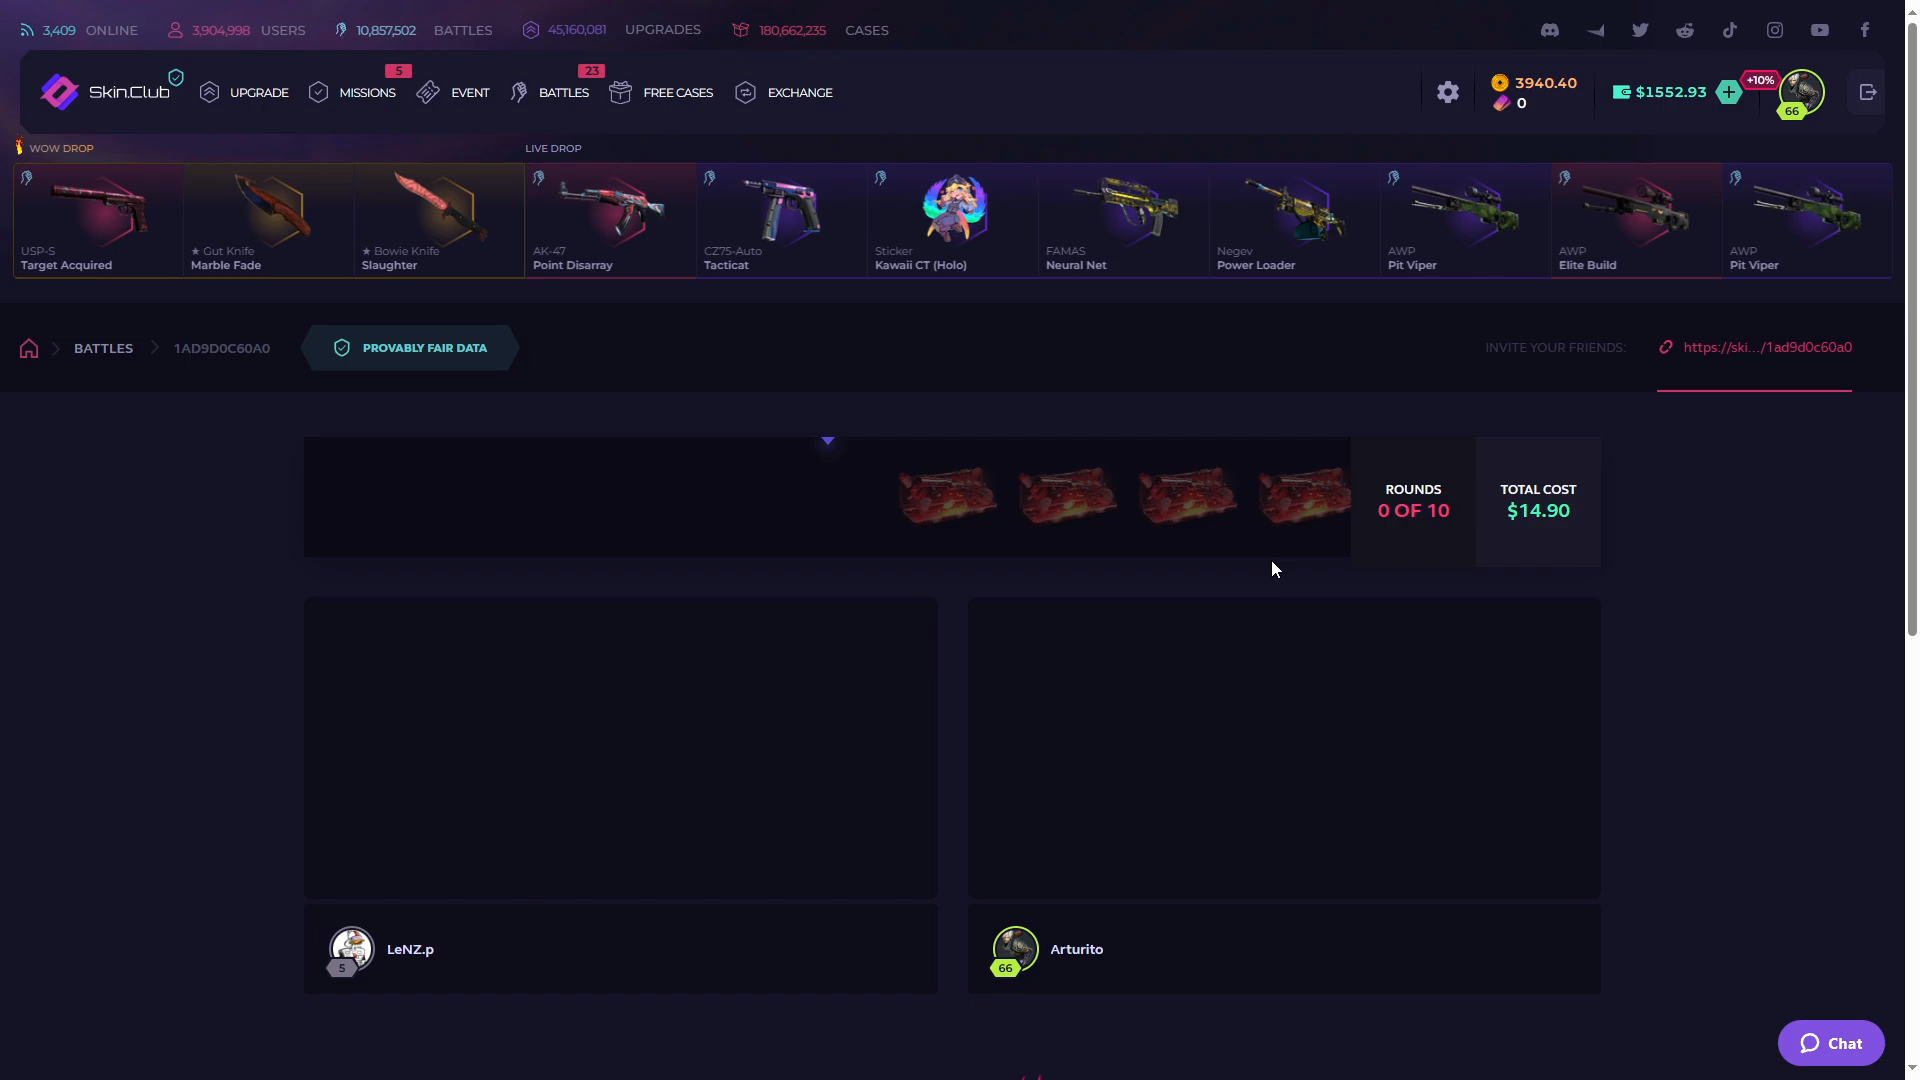 3,409 ONLINE 3,904,998 USERS 10,857,502 BATTLES 45,160,081 UPGRADES 180,662,235 CASES
Skin.Club UPGRADE MISSIONS 5 EVENT BATTLES 23 FREE CASES EXCHANGE
3940.40
0
$1552.93 +10%
66
WOW DROP
LIVE DROP
USP-S
Target Acquired
★ Gut Knife
Marble Fade
★ Bowie Knife
Slaughter
AK-47
Point Disarray
CZ75-Auto
Tacticat
Sticker
Kawaii CT (Holo)
FAMAS
Neural Net
Negev
Power Loader
AWP
Pit Viper
AWP
Elite Build
AWP
Pit Viper
BATTLES 1AD9D0C60A0 PROVABLY FAIR DATA
INVITE YOUR FRIENDS: https://ski.../1ad9d0c60a0
ROUNDS
0 OF 10
TOTAL COST
$14.90
LeNZ.p
5
Arturito
66
Chat